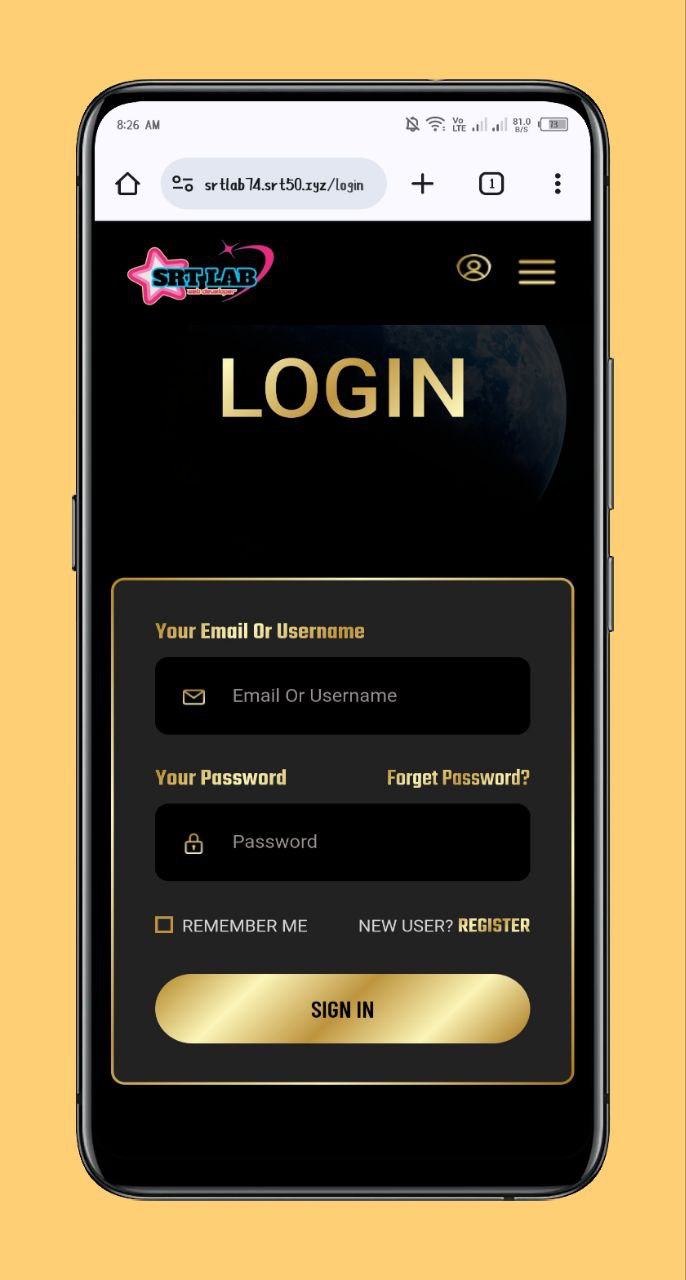 8:26 AM
Vo LTE
81.0 B/S
73
srtlab74.srt50.xyz/login
1
SRT LAB
web developer
LOGIN
Your Email Or Username
Email Or Username
Your Password Forget Password?
Password
REMEMBER ME NEW USER? REGISTER
SIGN IN